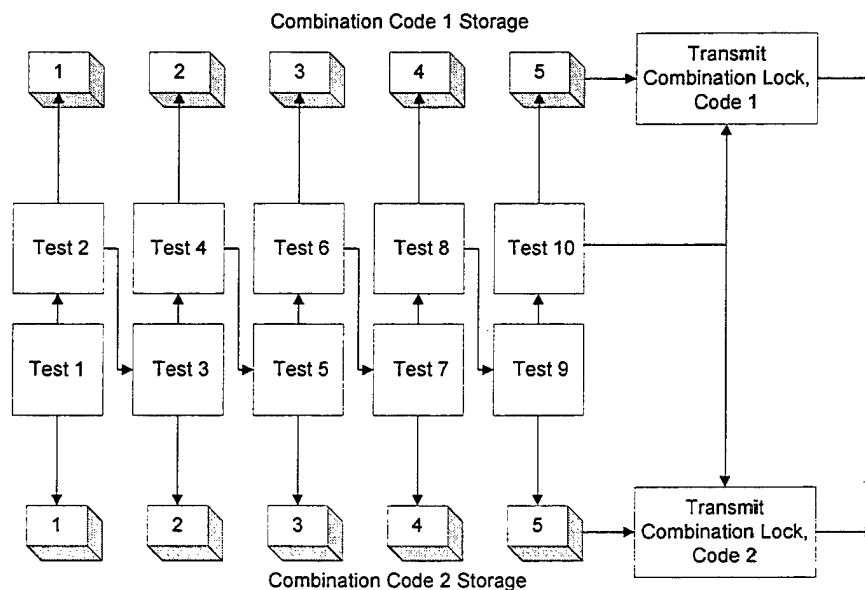 Combination Code 1 Storage
1
2
3
4
5
Transmit
Combination Lock,
Code 1
Test 2
Test 4
Test 6
Test 8
Test 10
Test 1
Test 3
Test 5
Test 7
Test 9
1
2
3
4
5
Transmit
Combination Lock,
Code 2
Combination Code 2 Storage